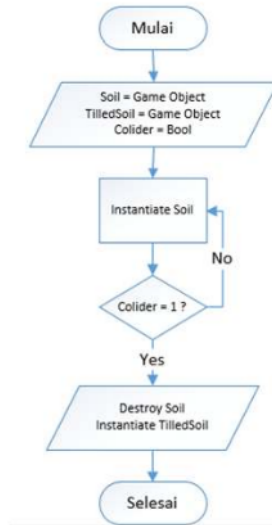 Mulai
Soil = Game Object
TilledSoil = Game Object
Colider = Bool
Instantiate Soil
No
Colider = 1 ?
Yes
Destroy Soil
Instantiate TilledSoil
Selesai